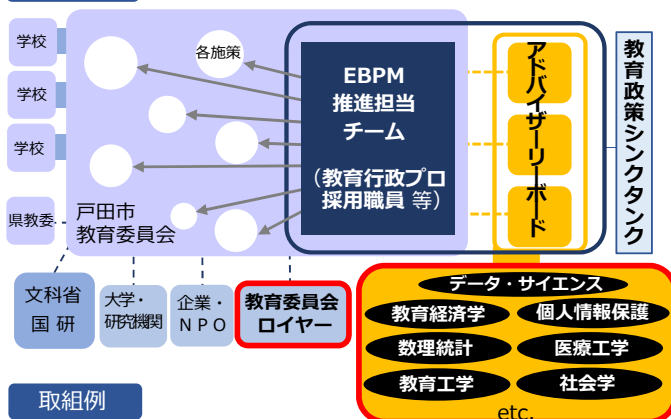 学校
学校
学校
県教委
各施策
戸田市
教育委員会
EBPM
推進担当
チーム
(教育行政プロ
採用職員 等)
アドバイザーリーボード
教育政策シンクタンク
文科省
国研
大学・
研究機関
企業・
ＮＰＯ
教育委員会
ロイヤー
データ・サイエンス
教育経済学
個人情報保護
数理統計
医療工学
教育工学
社会学
etc.
取組例